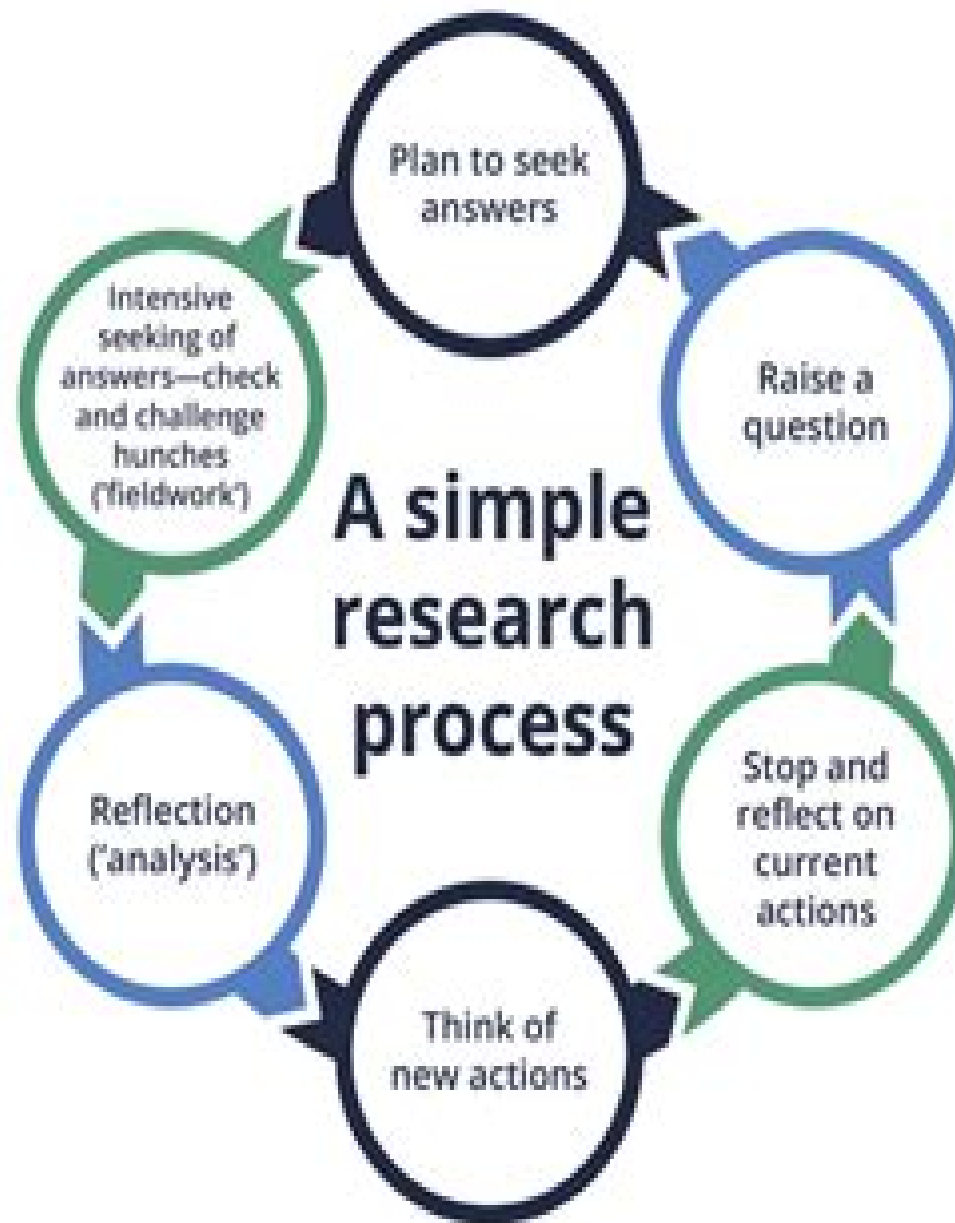 Plan to seek
answers
Intensive
seeking of
answers—check
and challenge
hunches
(‘fieldwork’)
Raise a
question
A simple
research
process
Reflection
(‘analysis’)
Stop and
reflect on
current
actions
Think of
new actions